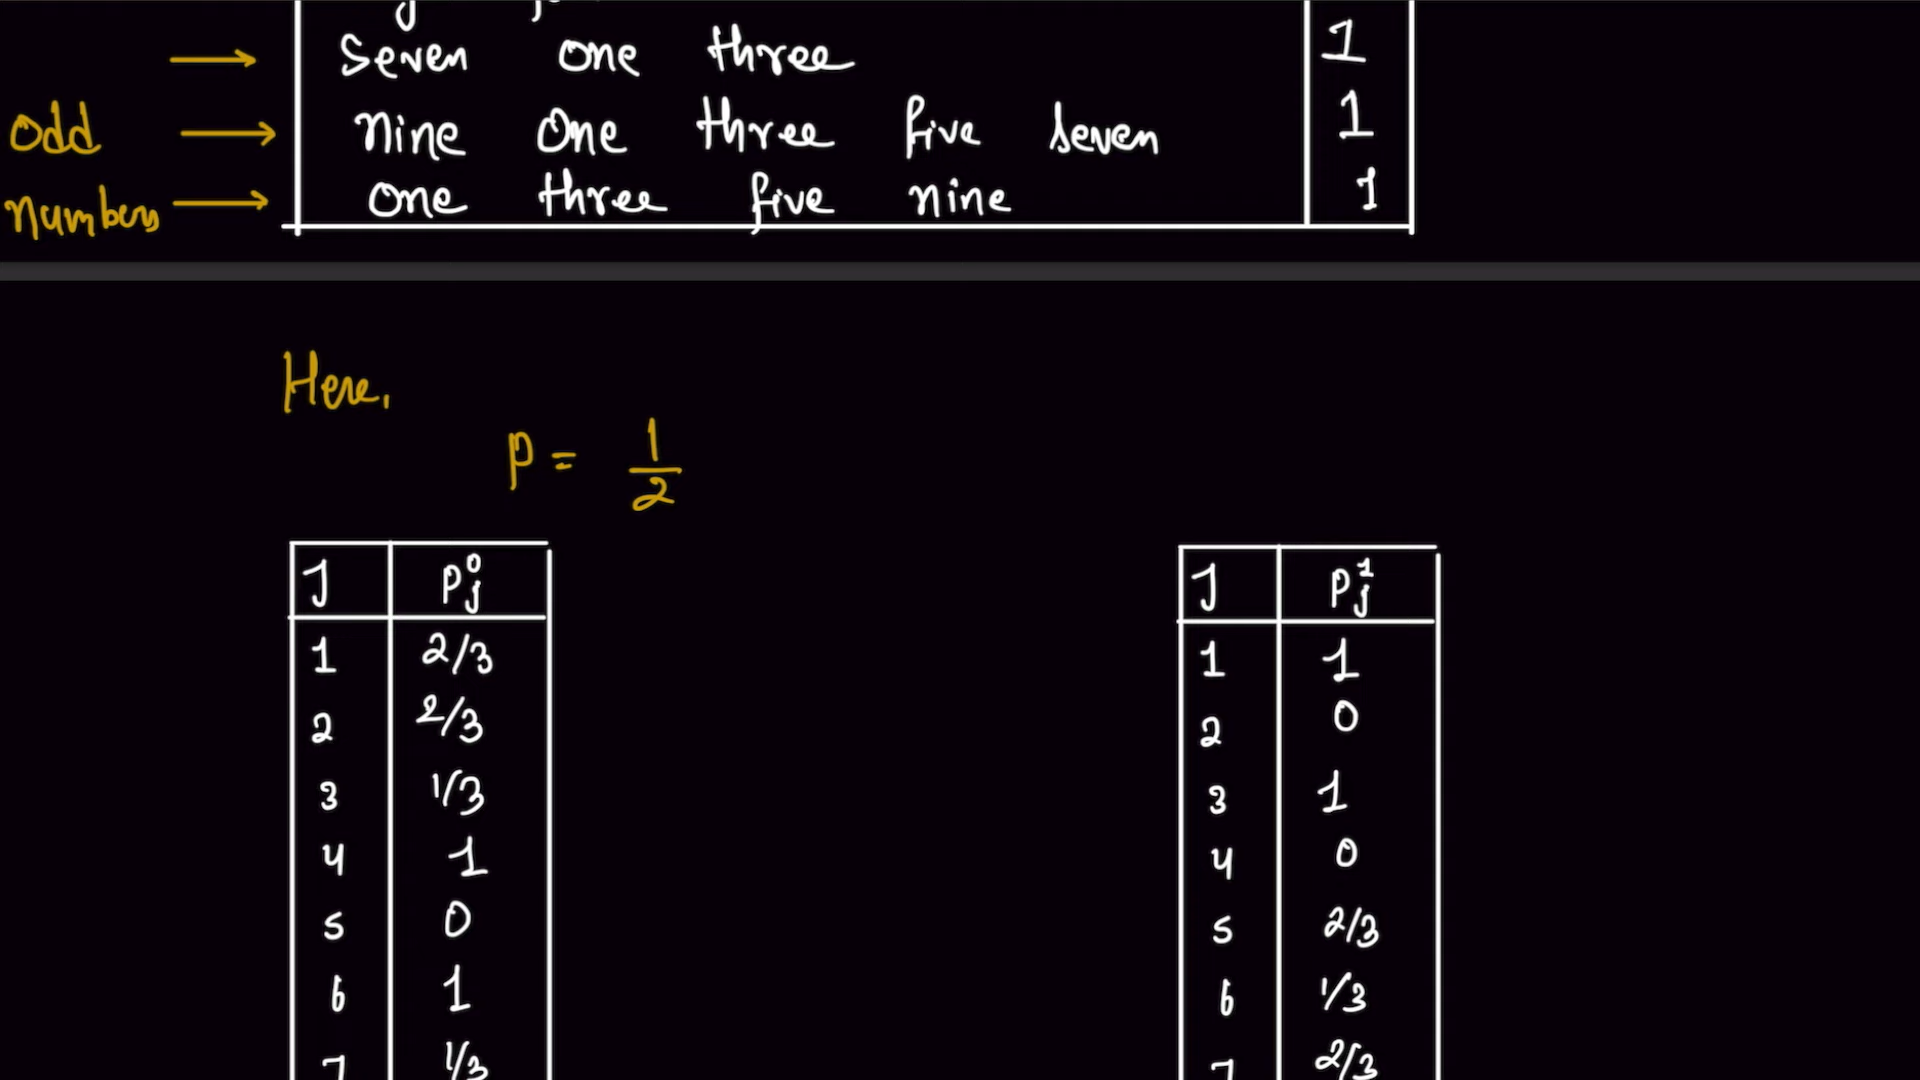 seven one three 1
odd nine one three five seven 1
numbers one three five nine 1
Here,
P = 1/2
J P_j^0
1 2/3
2 2/3
3 1/3
4 1
5 0
6 1
7 1/3
J P_j^1
1 1
2 0
3 1
4 0
5 2/3
6 1/3
7 2/3